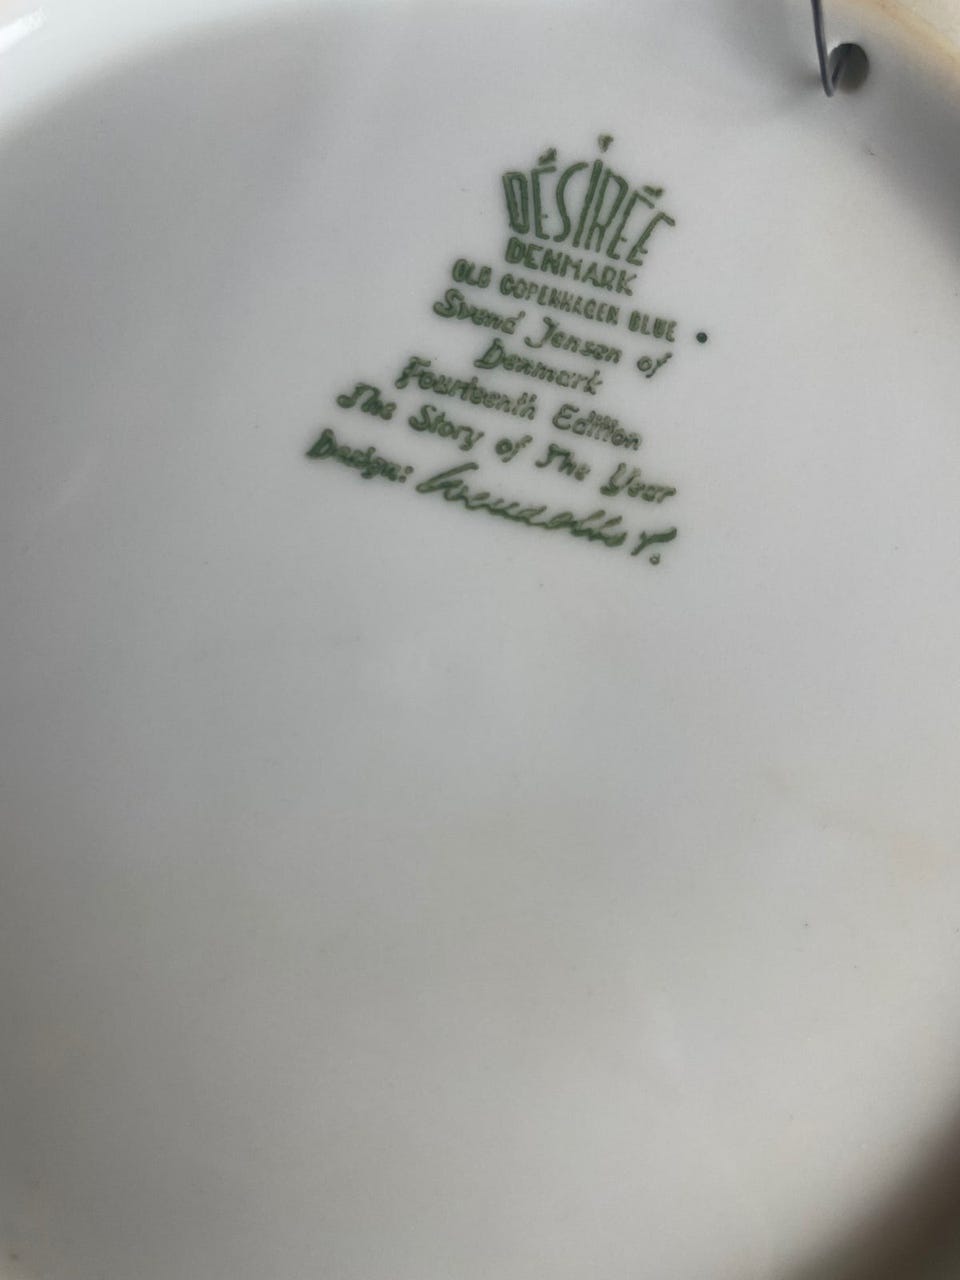 DÉSIRÉE
DENMARK
OLD COPENHAGEN BLUE
Svend Jensen of
Denmark
Fourteenth Edition
The Story of The Year
Design: